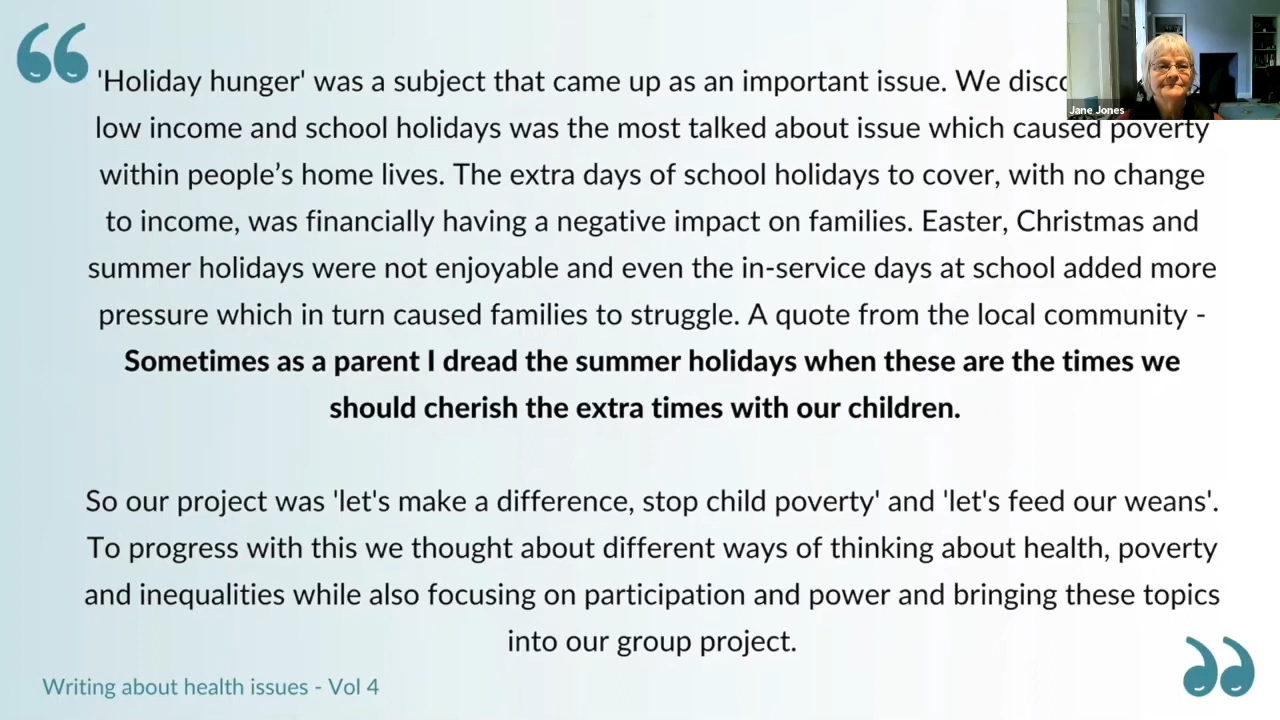 'Holiday hunger' was a subject that came up as an important issue. We
low income and school holidays was the most talked about issue which caused poverty
within people’s home lives. The extra days of school holidays to cover, with no change
to income, was financially having a negative impact on families. Easter, Christmas and
summer holidays were not enjoyable and even the in-service days at school added more
pressure which in turn caused families to struggle. A quote from the local community -
Sometimes as a parent I dread the summer holidays when these are the times we
should cherish the extra times with our children.
So our project was 'let's make a difference, stop child poverty' and 'let's feed our weans'.
To progress with this we thought about different ways of thinking about health, poverty
and inequalities while also focusing on participation and power and bringing these topics
into our group project.
Writing about health issues - Vol 4
Jane Jones